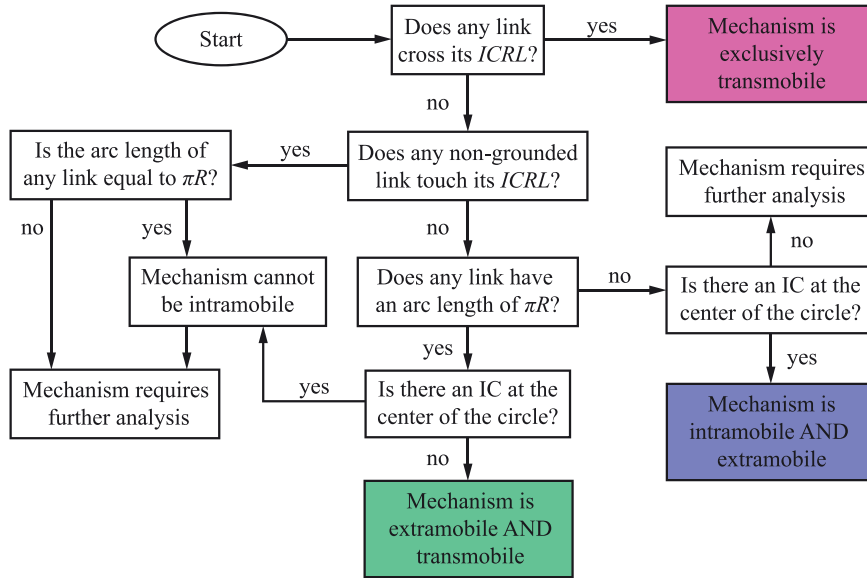 Start
Does any link
cross its ICRL?
yes
Mechanism is
exclusively
transmobile
no
Is the arc length of
any link equal to πR?
yes
Does any non-grounded
link touch its ICRL?
Mechanism requires
further analysis
no
yes
no
no
Mechanism cannot
be intramobile
Does any link have
an arc length of πR?
no
Is there an IC at the
center of the circle?
yes
yes
Mechanism requires
further analysis
yes
Is there an IC at the
center of the circle?
Mechanism is
intramobile AND
extramobile
no
Mechanism is
extramobile AND
transmobile